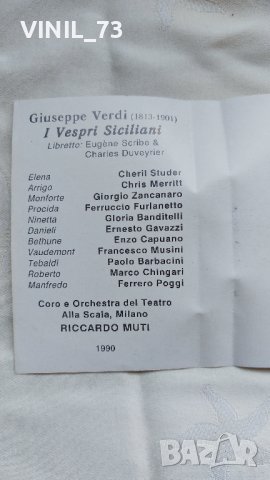 VINIL_73
Giuseppe Verdi (1813-1901)
I Vespri Siciliani
Libretto: Eugène Scribe &
Charles Duveyrier
Elena Cheril Studer
Arrigo Chris Merritt
Monforte Giorgio Zancanaro
Procida Ferruccio Furlanetto
Ninetta Gloria Banditelli
Danieli Ernesto Gavazzi
Bethune Enzo Capuano
Vaudemont Francesco Musini
Tebaldi Paolo Barbacini
Roberto Marco Chingari
Manfredo Ferrero Poggi
Coro e Orchestra del Teatro
Alla Scala, Milano
RICCARDO MUTI
1990
BAZAR